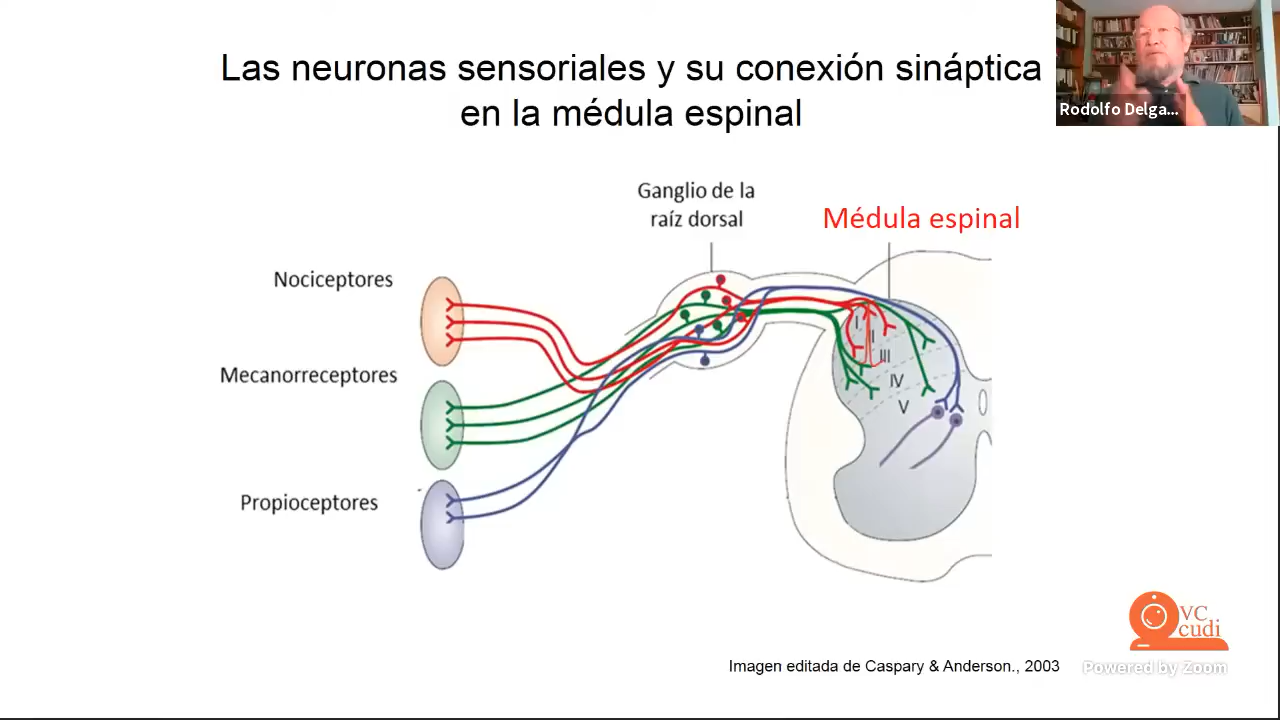 Las neuronas sensoriales y su conexión sináptica
en la médula espinal
Rodolfo Delga...
Ganglio de la
raíz dorsal
Médula espinal
Nociceptores
Mecanorreceptores
Propioceptores
I
II
III
IV
V
VC
cudi
Imagen editada de Caspary & Anderson., 2003
Powered by Zoom